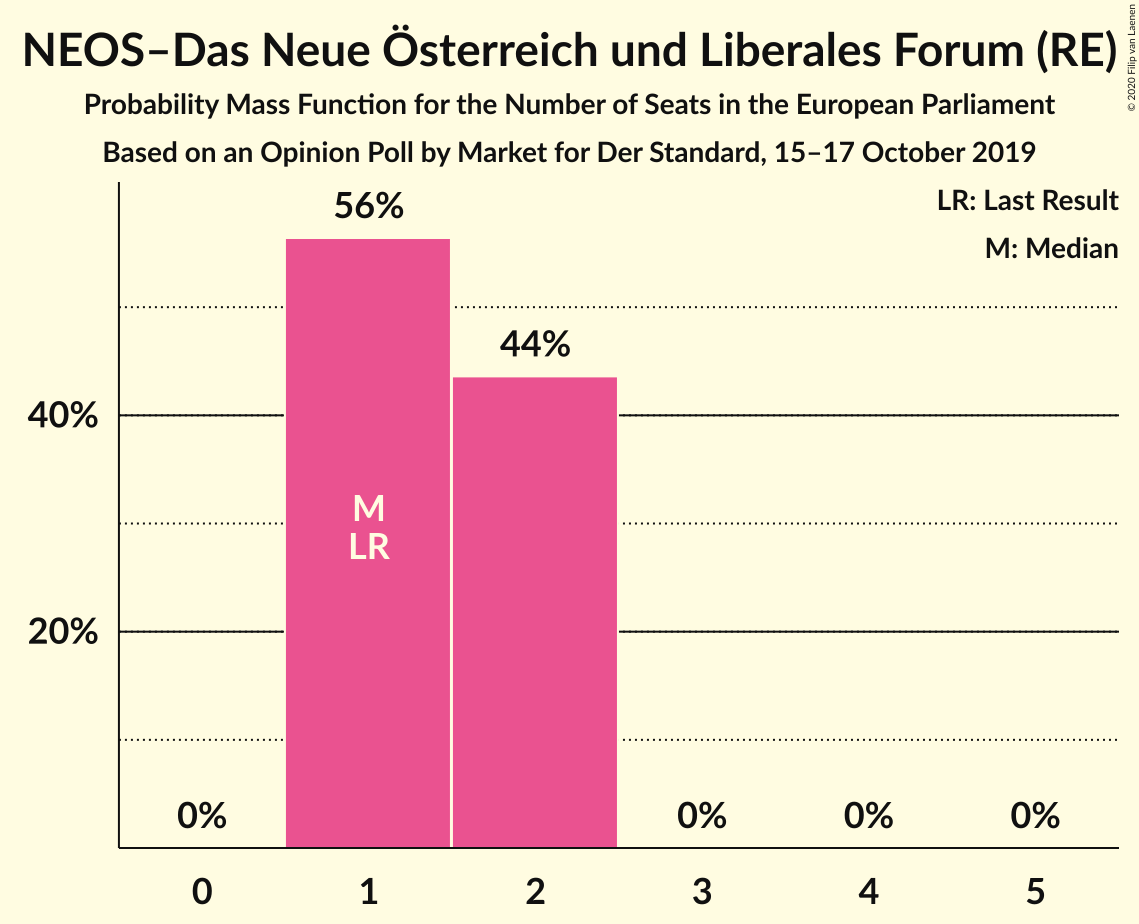 NEOS–Das Neue Österreich und Liberales Forum (RE)
Probability Mass Function for the Number of Seats in the European Parliament
Based on an Opinion Poll by Market for Der Standard, 15–17 October 2019
© 2020 Filip van Laenen
LR: Last Result
M: Median
56%
44%
40%
20%
M
LR
0%
0%
0%
0%
0
1
2
3
4
5